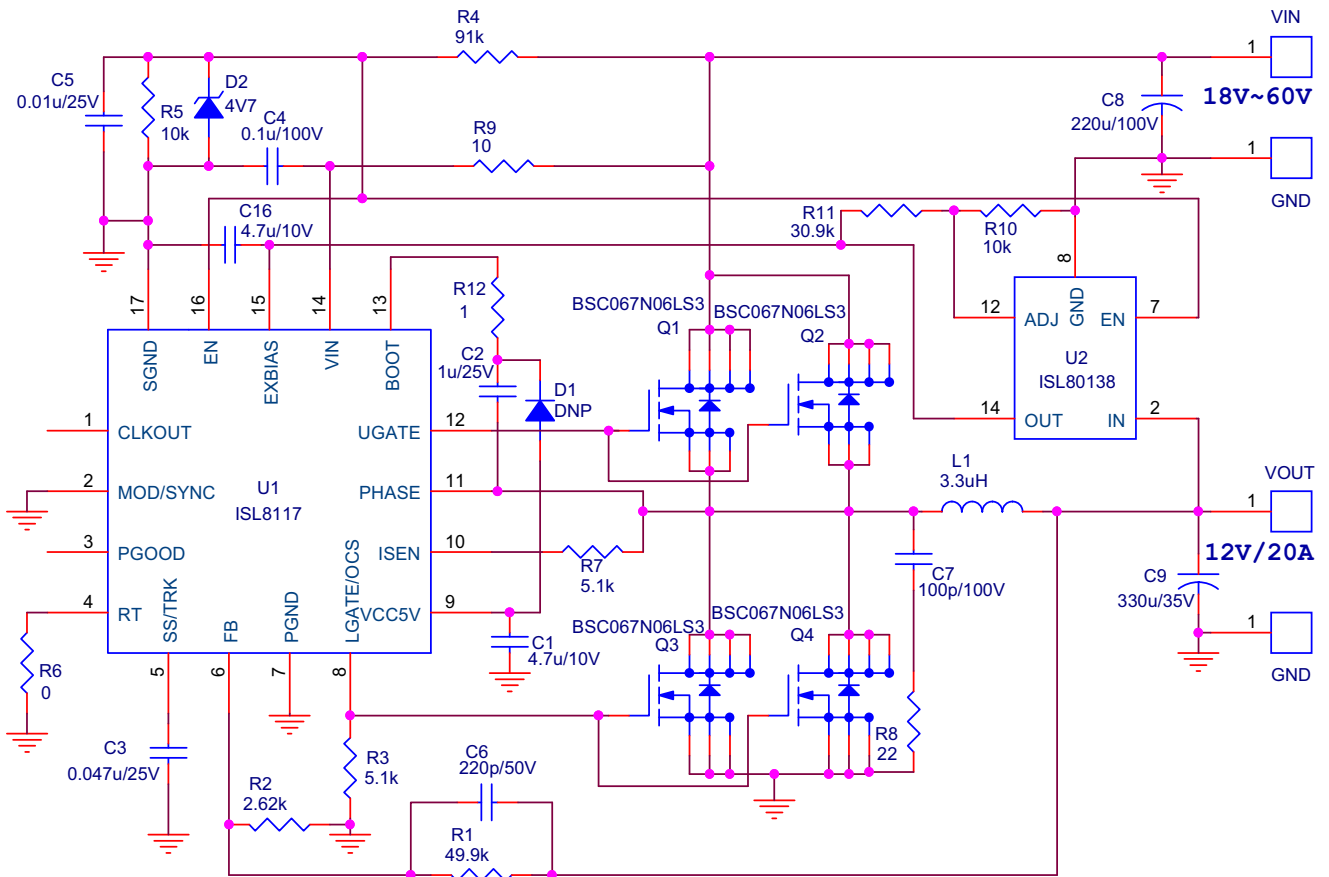 R4
91k
VIN
1
18V~60V
C5
0.01u/25V
R5
10k
D2
4V7
C4
0.1u/100V
R9
10
C8
220u/100V
1
GND
C16
4.7u/10V
R11
30.9k
R10
10k
17
16
15
14
13
R12
1
BSC067N06LS3
Q1
BSC067N06LS3
Q2
8
12
ADJ
GND
EN
7
U2
ISL80138
14
OUT
IN
2
SGND
EN
EXBIAS
VIN
BOOT
C2
1u/25V
D1
DNP
1
CLKOUT
UGATE
12
2
MOD/SYNC
U1
ISL8117
PHASE
11
L1
3.3uH
VOUT
1
12V/20A
3
PGOOD
ISEN
10
R7
5.1k
C7
100p/100V
C9
330u/35V
4
RT
SS/TRK
FB
PGND
LGATE/OCS
VCC5V
9
C1
4.7u/10V
BSC067N06LS3
Q3
BSC067N06LS3
Q4
1
GND
R6
0
5
6
7
8
R8
22
C3
0.047u/25V
R2
2.62k
R3
5.1k
C6
220p/50V
R1
49.9k